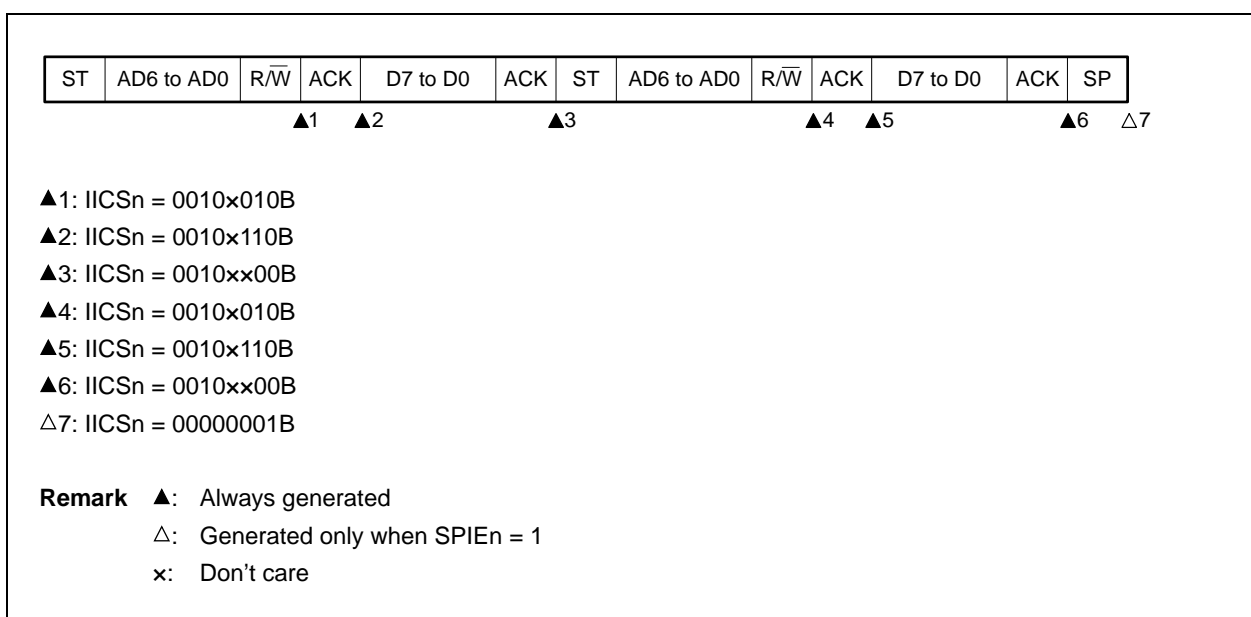 ST AD6 to AD0 R/W̅ ACK D7 to D0 ACK ST AD6 to AD0 R/W̅ ACK D7 to D0 ACK SP
▲1 ▲2 ▲3 ▲4 ▲5 ▲6 △7
▲1: IICSn = 0010×010B
▲2: IICSn = 0010×110B
▲3: IICSn = 0010××00B
▲4: IICSn = 0010×010B
▲5: IICSn = 0010×110B
▲6: IICSn = 0010××00B
△7: IICSn = 00000001B
Remark ▲: Always generated
△: Generated only when SPIEn = 1
×: Don't care